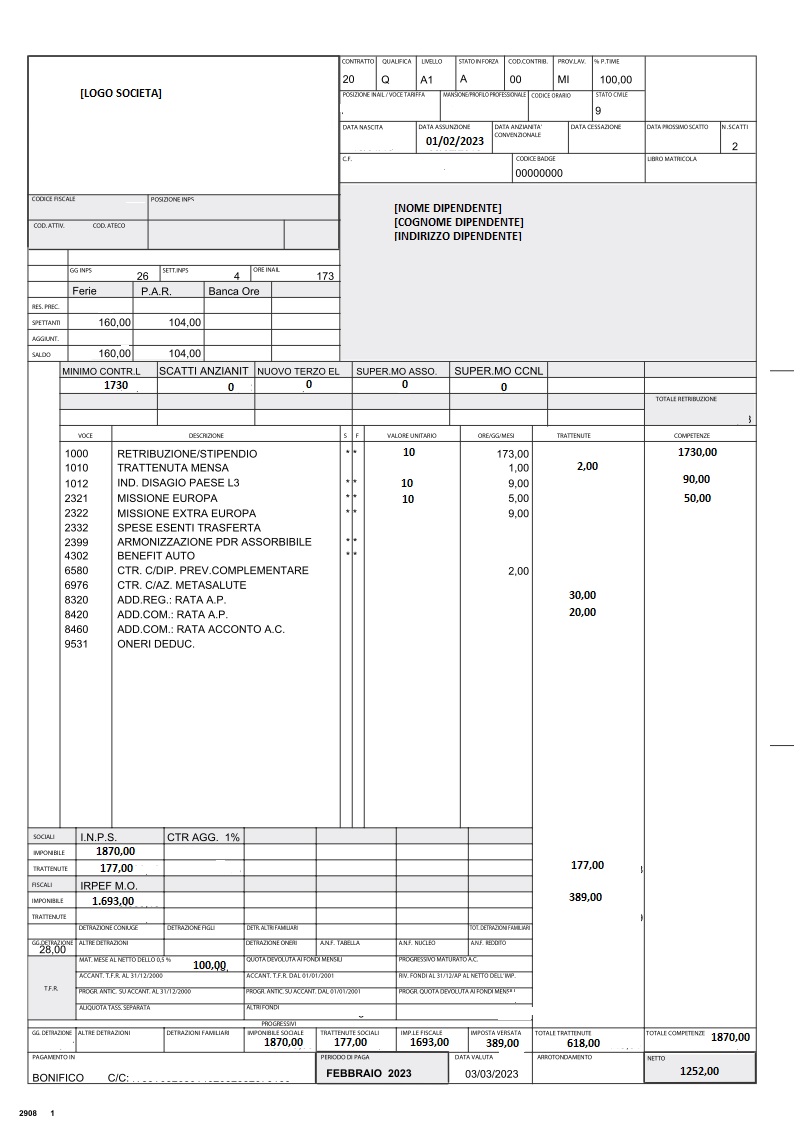 [LOGO SOCIETA]
CONTRATTO QUALIFICA LIVELLO STATO IN FORZA COD.CONTRIB. PROV.LAV. % P.TIME
20 Q A1 A 00 MI 100,00
POSIZIONE INAIL / VOCE TARIFFA MANSIONE/PROFILO PROFESSIONALE CODICE ORARIO STATO CIVILE
9
DATA NASCITA DATA ASSUNZIONE DATA ANZIANITA' CONVENZIONALE DATA CESSAZIONE DATA PROSSIMO SCATTO N.SCATTI
01/02/2023 2
C.F. CODICE BADGE LIBRO MATRICOLA
00000000
CODICE FISCALE POSIZIONE INPS
COD. ATTIV. COD. ATECO
[NOME DIPENDENTE]
[COGNOME DIPENDENTE]
[INDIRIZZO DIPENDENTE]
GG INPS 26 SETT.INPS 4 ORE INAIL 173
Ferie P.A.R. Banca Ore
RES. PREC.
SPETTANTI 160,00 104,00
AGGIUNT.
SALDO 160,00 104,00
MINIMO CONTR.L SCATTI ANZIANIT NUOVO TERZO EL SUPER.MO ASSO. SUPER.MO CCNL
1730 0 0 0 0
TOTALE RETRIBUZIONE
VOCE DESCRIZIONE S F VALORE UNITARIO ORE/GG/MESI TRATTENUTE COMPETENZE
1000 RETRIBUZIONE/STIPENDIO * * 10 173,00 1730,00
1010 TRATTENUTA MENSA 1,00 2,00
1012 IND. DISAGIO PAESE L3 * * 10 9,00 90,00
2321 MISSIONE EUROPA * * 10 5,00 50,00
2322 MISSIONE EXTRA EUROPA * * 9,00
2332 SPESE ESENTI TRASFERTA
2399 ARMONIZZAZIONE PDR ASSORBIBILE * *
4302 BENEFIT AUTO * *
6580 CTR. C/DIP. PREV.COMPLEMENTARE 2,00
6976 CTR. C/AZ. METASALUTE
8320 ADD.REG.: RATA A.P. 30,00
8420 ADD.COM.: RATA A.P. 20,00
8460 ADD.COM.: RATA ACCONTO A.C.
9531 ONERI DEDUC.
SOCIALI I.N.P.S. CTR AGG. 1%
IMPONIBILE 1870,00
TRATTENUTE 177,00 177,00
FISCALI IRPEF M.O.
IMPONIBILE 1.693,00 389,00
TRATTENUTE
DETRAZIONE CONIUGE DETRAZIONE FIGLI DETR. ALTRI FAMILIARI TOT. DETRAZIONI FAMILIARI
GG.DETRAZIONE ALTRE DETRAZIONI DETRAZIONE ONERI A.N.F. TABELLA A.N.F. NUCLEO A.N.F. REDDITO
28,00
T.F.R.
MAT. MESE AL NETTO DELLO 0,5 % 100,00 QUOTA DEVOLUTA AI FONDI MENSILI PROGRESSIVO MATURATO A.C.
ACCANT. T.F.R. AL 31/12/2000 ACCANT. T.F.R. DAL 01/01/2001 RIV. FONDI AL 31/12/AP AL NETTO DELL'IMP.
PROGR. ANTIC. SU ACCANT. AL 31/12/2000 PROGR. ANTIC. SU ACCANT. DAL 01/01/2001 PROGR. QUOTA DEVOLUTA AI FONDI
ALIQUOTA TASS. SEPARATA ALTRI FONDI
PROGRESSIVI
GG. DETRAZIONE ALTRE DETRAZIONI DETRAZIONI FAMILIARI IMPONIBILE SOCIALE TRATTENUTE SOCIALI IMP.LE FISCALE IMPOSTA VERSATA TOTALE TRATTENUTE TOTALE COMPETENZE
1870,00 177,00 1693,00 389,00 618,00 1870,00
PAGAMENTO IN PERIODO DI PAGA DATA VALUTA ARROTONDAMENTO NETTO
BONIFICO C/C: FEBBRAIO 2023 03/03/2023 1252,00
2908 1